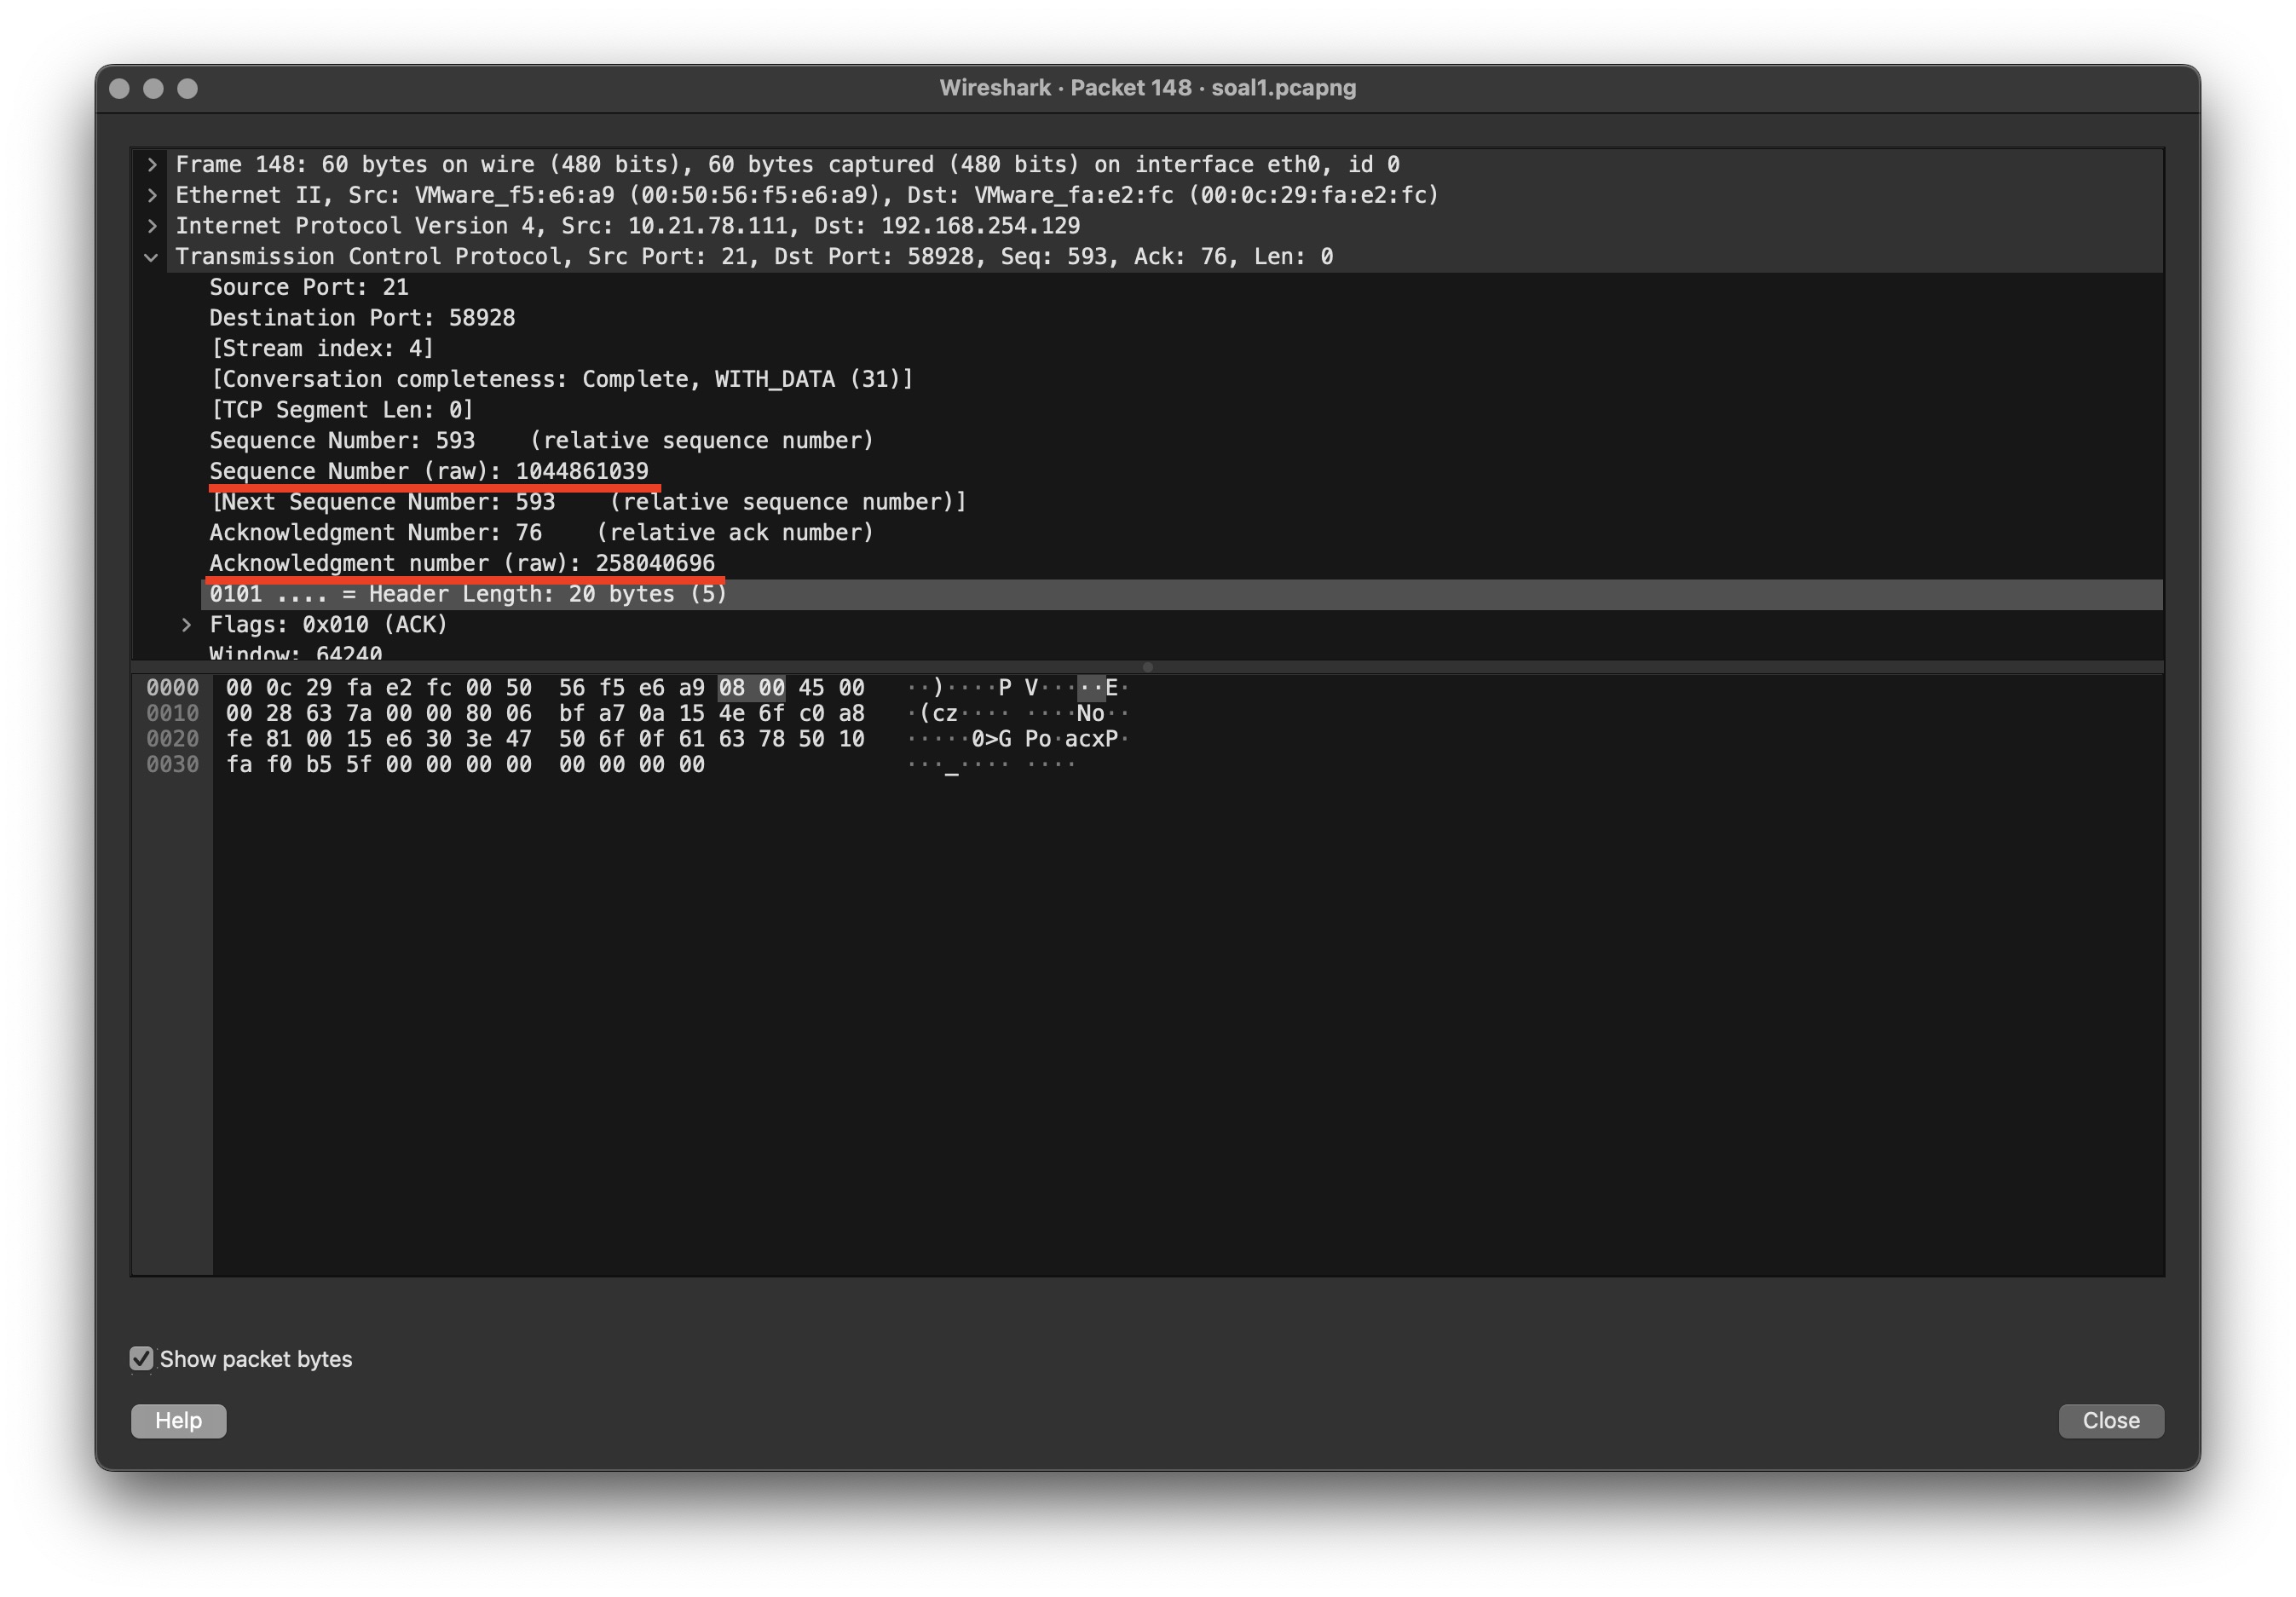 Wireshark · Packet 148 · soal1.pcapng
Frame 148: 60 bytes on wire (480 bits), 60 bytes captured (480 bits) on interface eth0, id 0
Ethernet II, Src: VMware_f5:e6:a9 (00:50:56:f5:e6:a9), Dst: VMware_fa:e2:fc (00:0c:29:fa:e2:fc)
Internet Protocol Version 4, Src: 10.21.78.111, Dst: 192.168.254.129
Transmission Control Protocol, Src Port: 21, Dst Port: 58928, Seq: 593, Ack: 76, Len: 0
Source Port: 21
Destination Port: 58928
[Stream index: 4]
[Conversation completeness: Complete, WITH_DATA (31)]
[TCP Segment Len: 0]
Sequence Number: 593    (relative sequence number)
Sequence Number (raw): 1044861039
[Next Sequence Number: 593    (relative sequence number)]
Acknowledgment Number: 76    (relative ack number)
Acknowledgment number (raw): 258040696
0101 .... = Header Length: 20 bytes (5)
Flags: 0x010 (ACK)
Window: 64240
0000 00 0c 29 fa e2 fc 00 50 56 f5 e6 a9 08 00 45 00 ··)····P V·····E·
0010 00 28 63 7a 00 00 80 06 bf a7 0a 15 4e 6f c0 a8 ·(cz···· ····No··
0020 fe 81 00 15 e6 30 3e 47 50 6f 0f 61 63 78 50 10 ·····0>G Po·acxP·
0030 fa f0 b5 5f 00 00 00 00 00 00 00 00 ···_···· ····
Show packet bytes
Help
Close